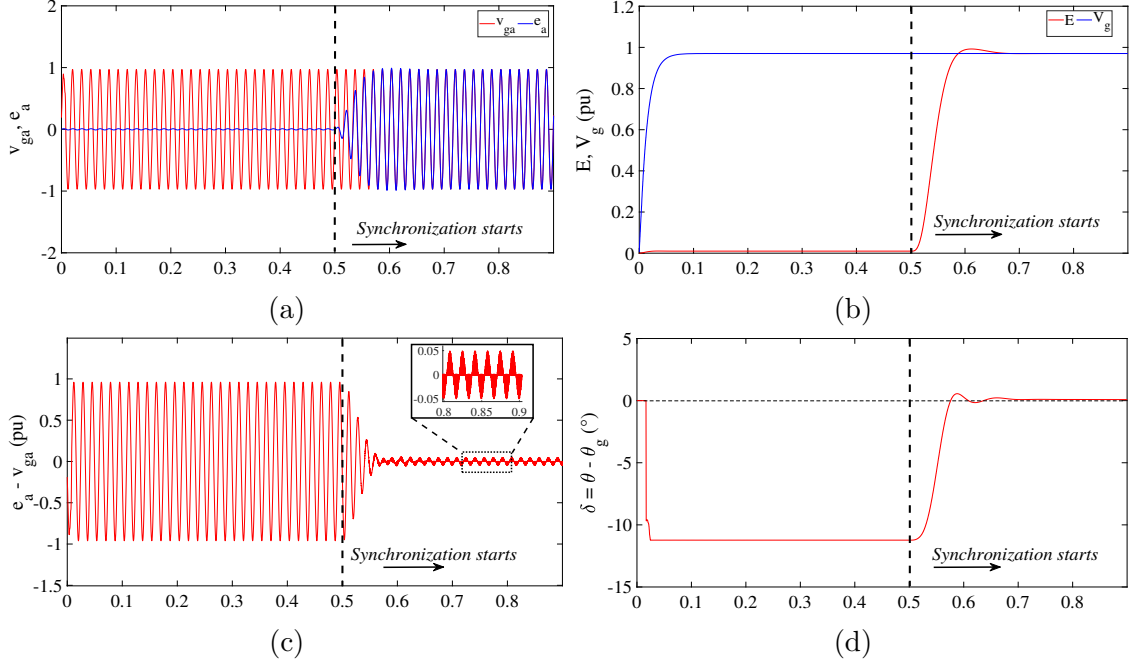 2
1
0
-1
-2
v_ga, e_a
v_ga e_a
Synchronization starts
0 0.1 0.2 0.3 0.4 0.5 0.6 0.7 0.8
(a)
1.4
1.2
1
0.8
0.6
0.4
0.2
0
E, V_g (pu)
E V_g
Synchronization starts
0 0.1 0.2 0.3 0.4 0.5 0.6 0.7 0.8
(b)
1
0.5
0
-0.5
-1
-1.5
e_a - v_ga (pu)
0.05
0
-0.05
0.8 0.85 0.9
Synchronization starts
0 0.1 0.2 0.3 0.4 0.5 0.6 0.7 0.8
(c)
5
0
-5
-10
-15
δ = θ - θ_g (°)
Synchronization starts
0 0.1 0.2 0.3 0.4 0.5 0.6 0.7 0.8
(d)